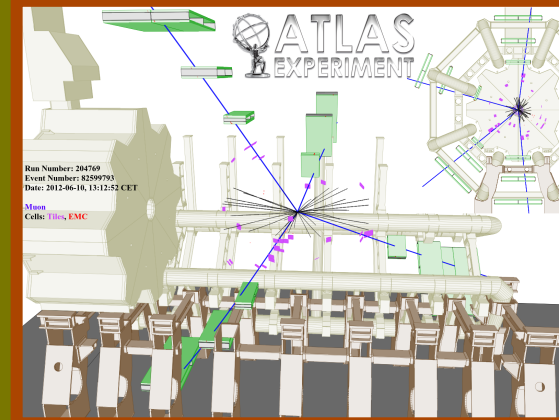 ATLAS
EXPERIMENT
Run Number: 204769
Event Number: 82599793
Date: 2012-06-10, 13:12:52 CET
Muon
Cells: Tiles, EMC